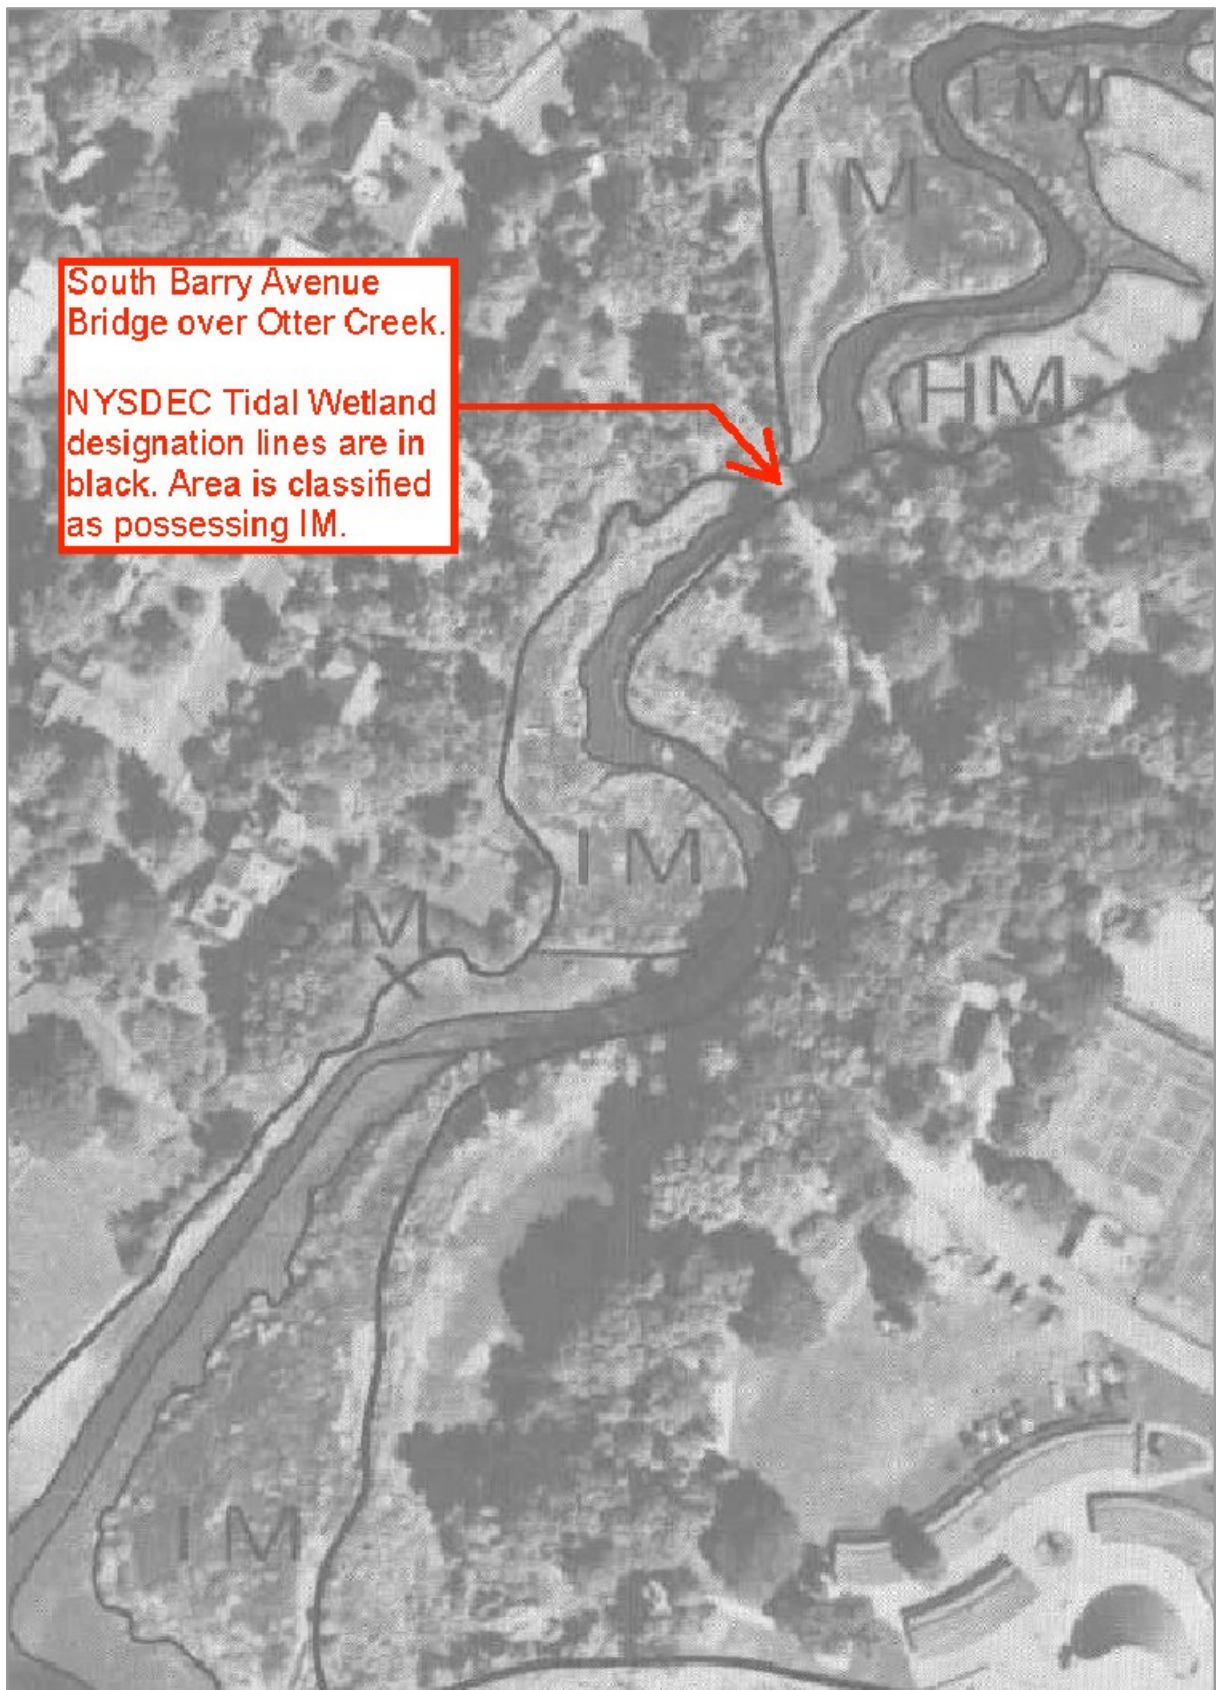 IM
IM
South Barry Avenue
Bridge over Otter Creek.
NYSDEC Tidal Wetland
designation lines are in
black. Area is classified
as possessing IM.
HM
IM
M
IM